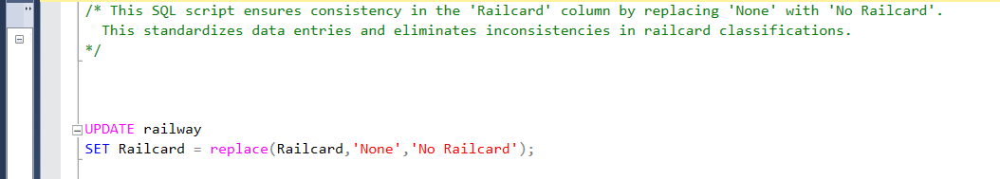 /* This SQL script ensures consistency in the 'Railcard' column by replacing 'None' with 'No Railcard'.
This standardizes data entries and eliminates inconsistencies in railcard classifications.
*/
UPDATE railway
SET Railcard = replace(Railcard,'None','No Railcard');